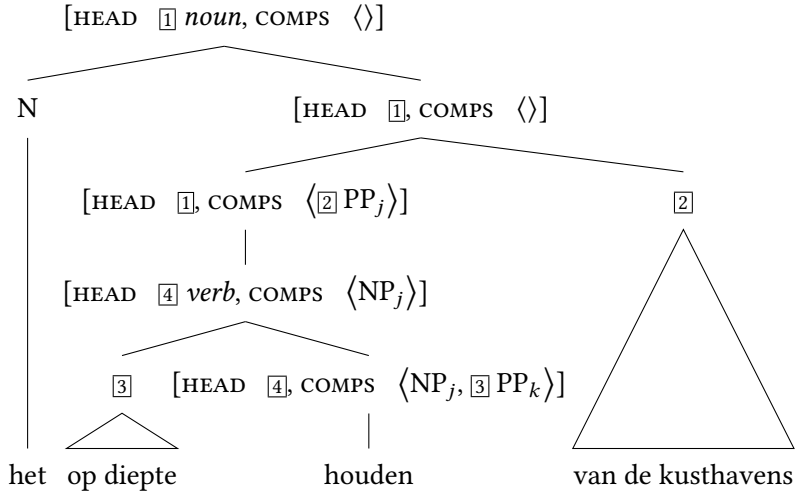 [HEAD 1 noun, COMPS ⟨⟩]
N [HEAD 1, COMPS ⟨⟩]
[HEAD 1, COMPS ⟨2 PPj⟩] 2
[HEAD 4 verb, COMPS ⟨NPj⟩]
3 [HEAD 4, COMPS ⟨NPj, 3 PPk⟩]
het op diepte houden van de kusthavens